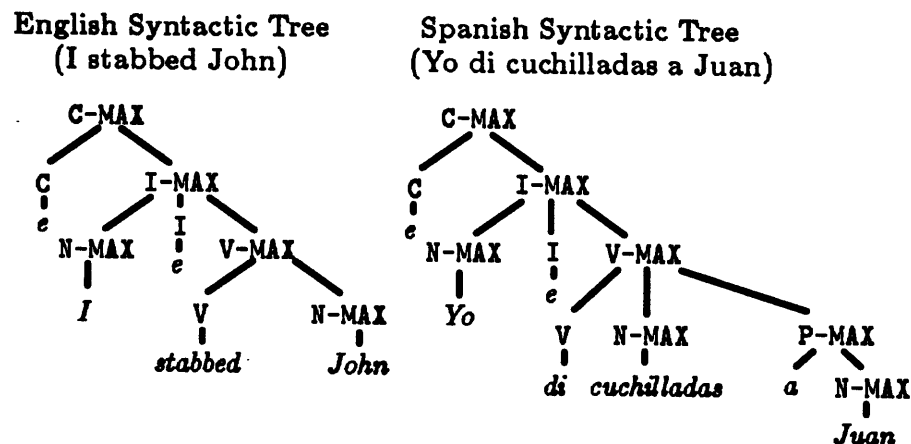 English Syntactic Tree
(I stabbed John)
C-MAX
C
I-MAX
e
N-MAX
I
V-MAX
I
e
V
N-MAX
stabbed
John
Spanish Syntactic Tree
(Yo di cuchilladas a Juan)
C-MAX
C
I-MAX
e
N-MAX
I
V-MAX
Yo
e
V
N-MAX
P-MAX
di
cuchilladas
a
N-MAX
Juan